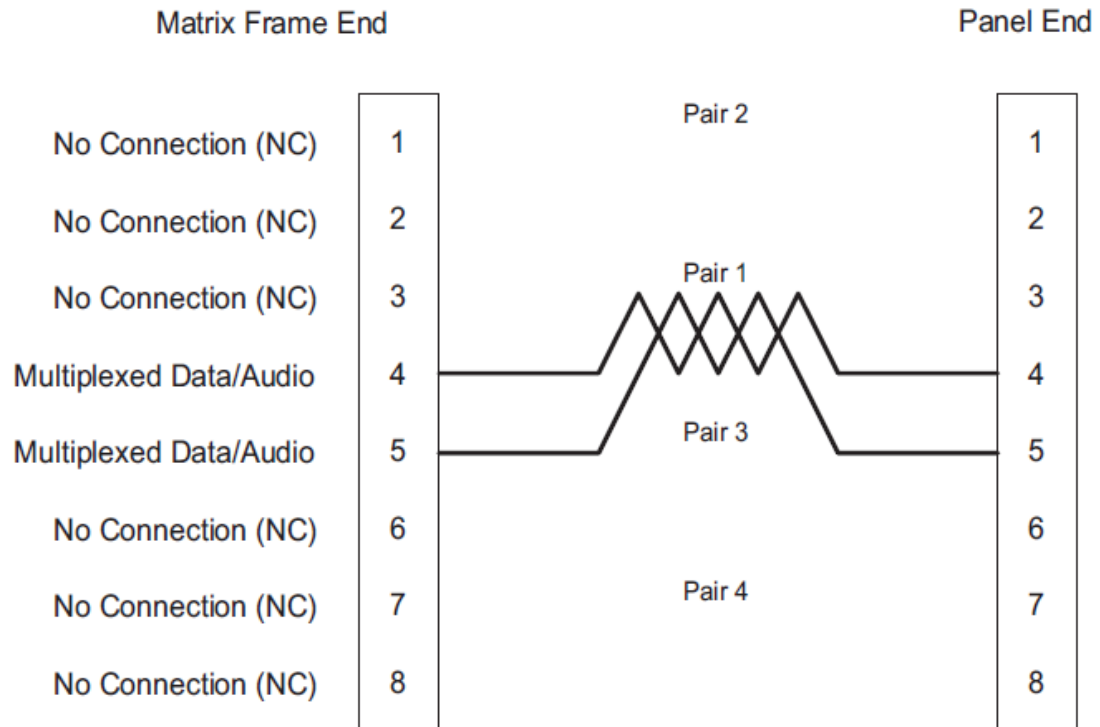 Matrix Frame End
Panel End
Pair 2
No Connection (NC) 1 1
No Connection (NC) 2 2
Pair 1
No Connection (NC) 3 3
Multiplexed Data/Audio 4 4
Pair 3
Multiplexed Data/Audio 5 5
No Connection (NC) 6 6
Pair 4
No Connection (NC) 7 7
No Connection (NC) 8 8